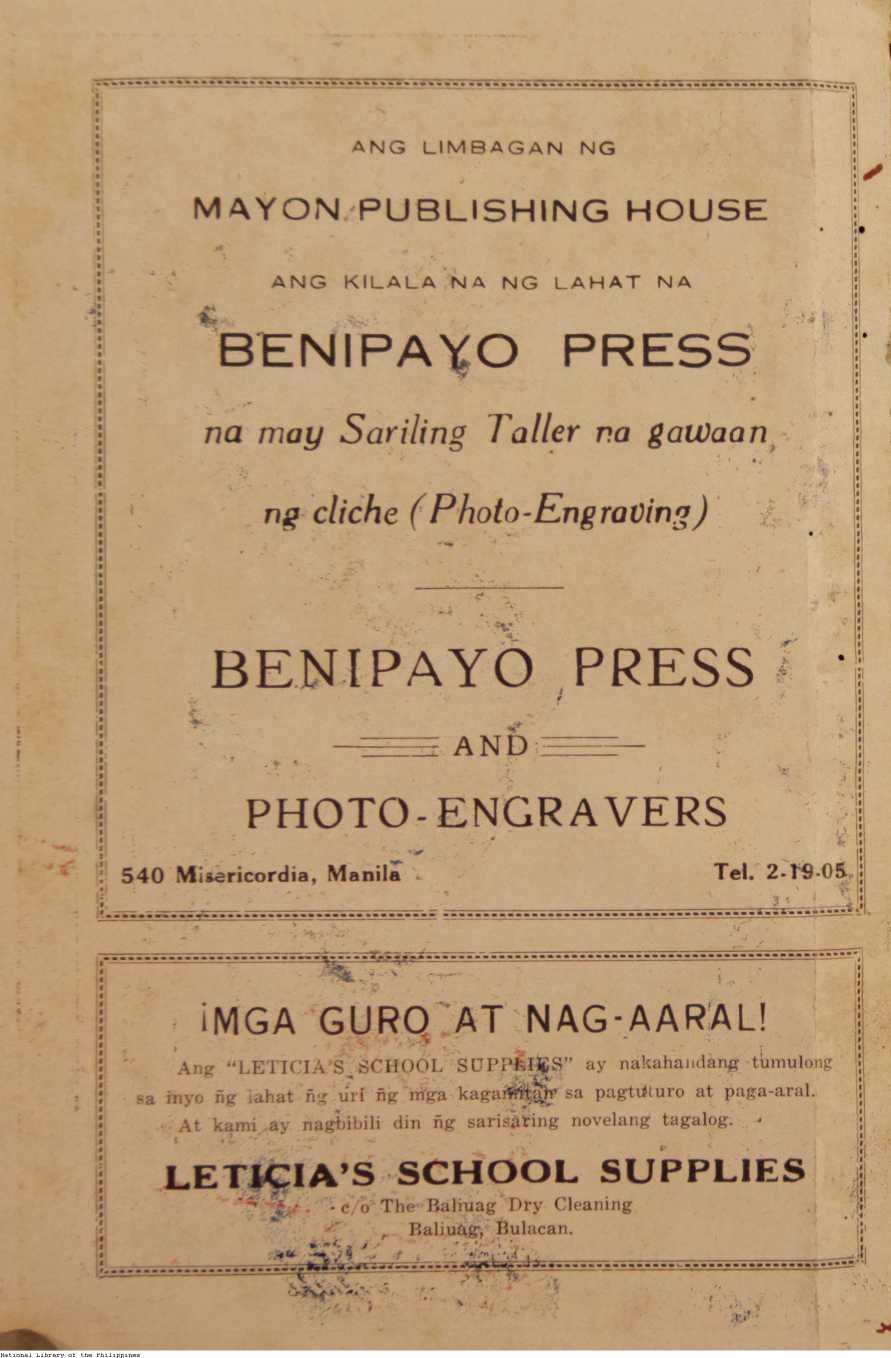 ANG LIMBAGAN NG
MAYON PUBLISHING HOUSE
ANG KILALA NA NG LAHAT NA
BENIPAYO PRESS
na may Sariling Taller na gawaan
ng cliche (Photo-Engraving)
BENIPAYO PRESS
AND
PHOTO-ENGRAVERS
540 Misericordia, Manila
Tel. 2-19-05
¡MGA GURO AT NAG-AARAL!
Ang “LETICIA’S SCHOOL SUPPLIES” ay nakahandang tumulong
sa inyo ñg lahat ñg uri ñg mga kagamitan sa pagtuturo at paga-aral.
At kami ay nagbibili din ñg sarisaring novelang tagalog.
LETICIA’S SCHOOL SUPPLIES
c/o The Baliuag Dry Cleaning
Baliuag, Bulacan.
National Library of the Philippines